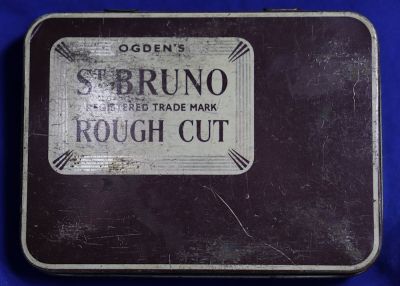 OGDEN'S
ST BRUNO
REGISTERED TRADE MARK
ROUGH CUT